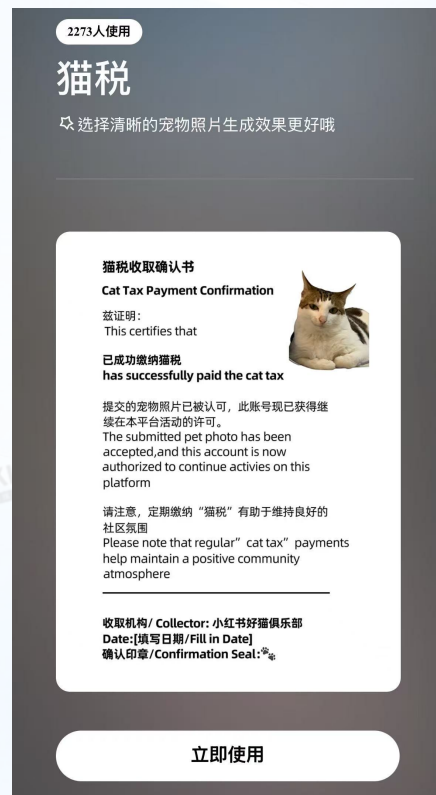 2273人使用
猫税
选择清晰的宠物照片生成效果更好哦
猫税收取确认书
Cat Tax Payment Confirmation
兹证明：
This certifies that
已成功缴纳猫税
has successfully paid the cat tax
提交的宠物照片已被认可，此账号现已获得继
续在本平台活动的许可。
The submitted pet photo has been
accepted,and this account is now
authorized to continue activies on this
platform
请注意，定期缴纳“猫税”有助于维持良好的
社区氛围
Please note that regular” cat tax” payments
help maintain a positive community
atmosphere
收取机构/ Collector: 小红书好猫俱乐部
Date:[填写日期/Fill in Date]
确认印章/Confirmation Seal:🐾
立即使用